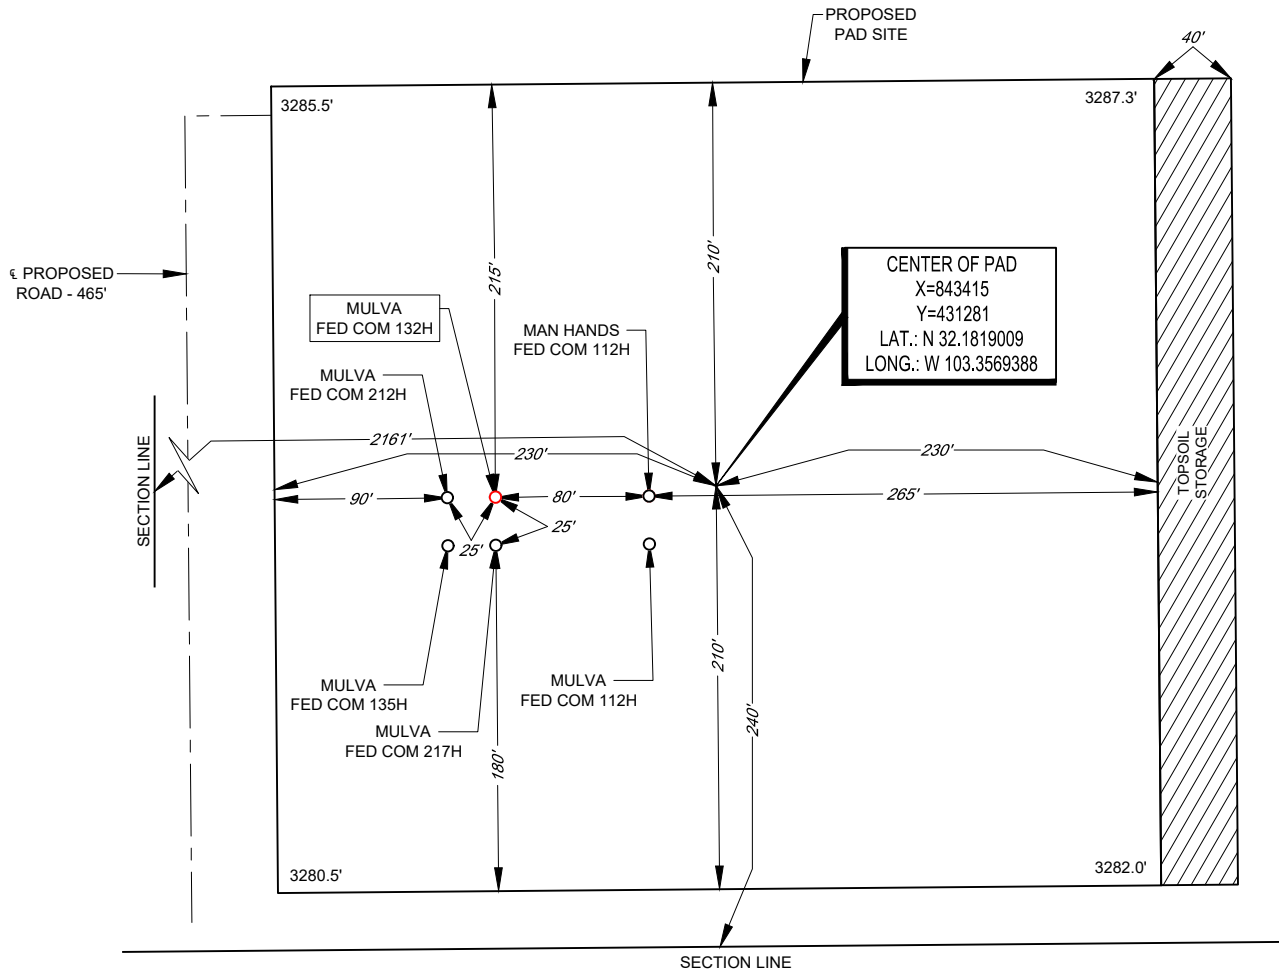 PROPOSED
PAD SITE
40'
3285.5'
3287.3'
215'
210'
℄ PROPOSED
ROAD - 465'
CENTER OF PAD
X=843415
Y=431281
LAT.: N 32.1819009
LONG.: W 103.3569388
MULVA
FED COM 132H
MAN HANDS
FED COM 112H
MULVA
FED COM 212H
SECTION LINE
2161'
230'
230'
TOPSOIL
STORAGE
90'
80'
265'
25'
25'
MULVA
FED COM 135H
MULVA
FED COM 217H
MULVA
FED COM 112H
210'
240'
180'
3280.5'
3282.0'
SECTION LINE